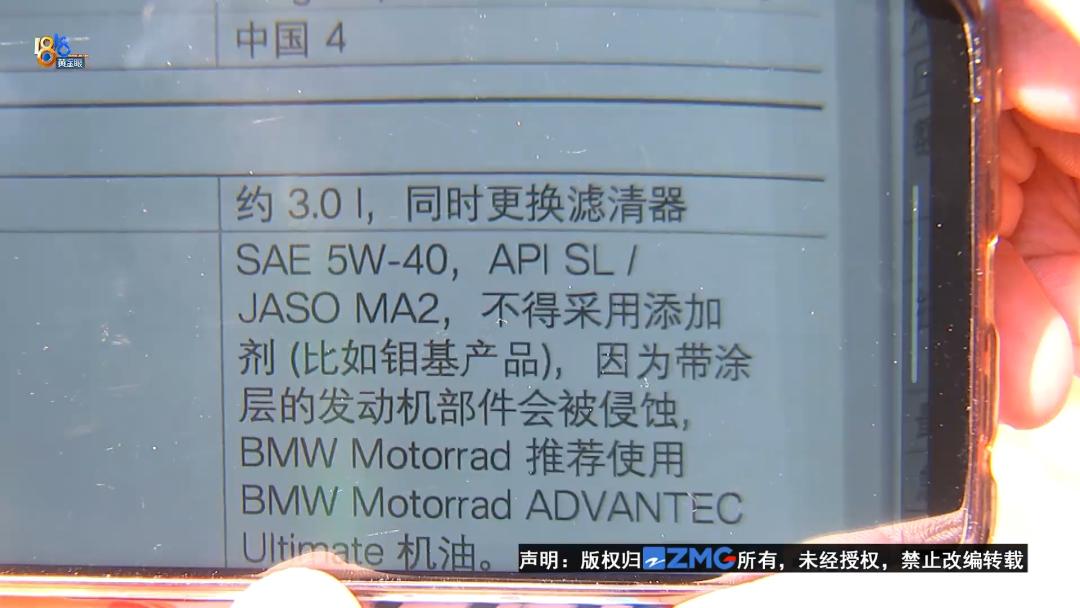 1818
黄金眼
中国 4
约 3.0 l，同时更换滤清器
SAE 5W-40，API SL /
JASO MA2，不得采用添加
剂 (比如钼基产品)，因为带涂
层的发动机部件会被侵蚀,
BMW Motorrad 推荐使用
BMW Motorrad ADVANTEC
Ultimate 机油。
声明：版权归ZMG所有，未经授权，禁止改编转载